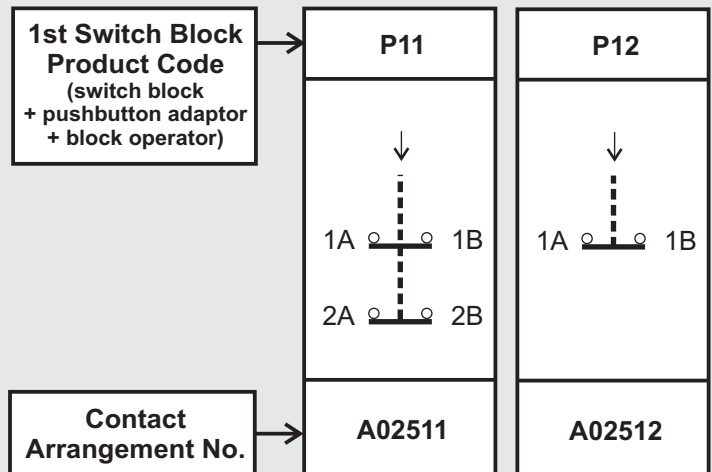 1st Switch Block
Product Code
(switch block
+ pushbutton adaptor
+ block operator)
P11
P12
1A 1B
2A 2B
1A 1B
Contact
Arrangement No.
A02511
A02512